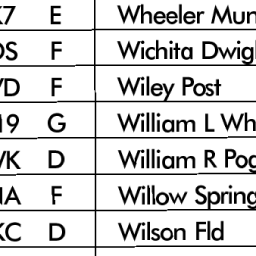 K7 E Wheeler Mun
DS F Wichita Dwigh
VD F Wiley Post
19 G William L Wh
VK D William R Pog
NA F Willow Spring
KC D Wilson Fld